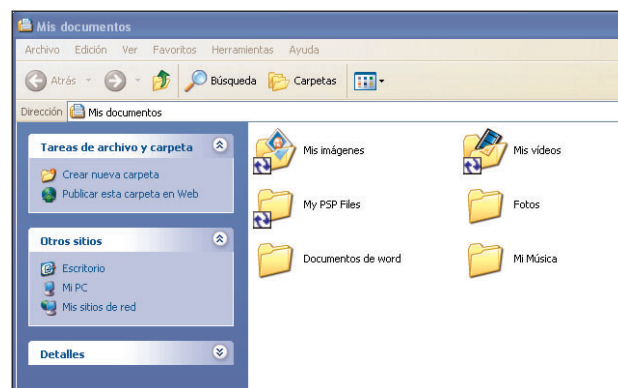 Mis documentos
Archivo Edición Ver Favoritos Herramientas Ayuda
Atrás Búsqueda Carpetas
Dirección Mis documentos
Tareas de archivo y carpeta
Crear nueva carpeta
Publicar esta carpeta en Web
Otros sitios
Escritorio
Mi PC
Mis sitios de red
Detalles
Mis imágenes Mis vídeos
My PSP Files Fotos
Documentos de word Mi Música